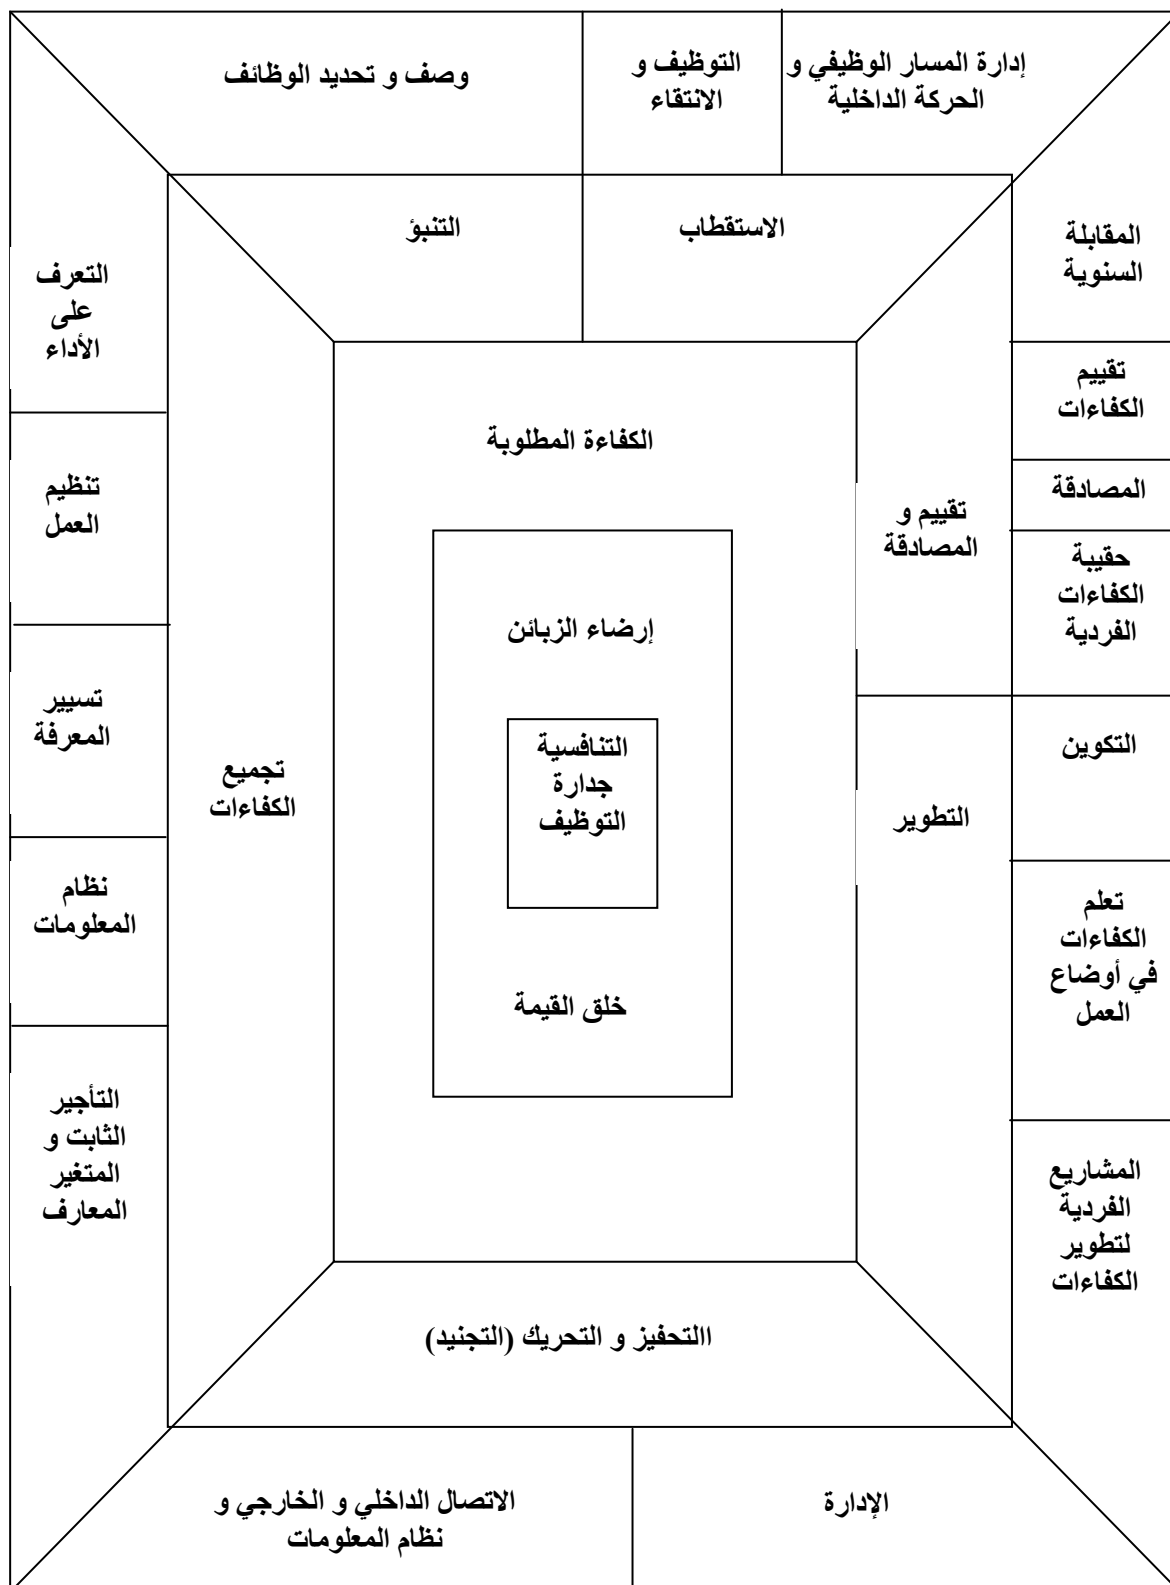 إدارة المسار الوظيفي و
الحركة الداخلية
التوظيف و
الانتقاء
وصف و تحديد الوظائف
الاستقطاب
التنبؤ
المقابلة
السنوية
تقييم
الكفاءات
المصادقة
حقيبة
الكفاءات
الفردية
التكوين
تعلم
الكفاءات
في أوضاع
العمل
المشاريع
الفردية
لتطوير
الكفاءات
تقييم و
المصادقة
التطوير
الكفاءة المطلوبة
إرضاء الزبائن
التنافسية
جدارة
التوظيف
خلق القيمة
تجميع
الكفاءات
التعرف
على
الأداء
تنظيم
العمل
تسيير
المعرفة
نظام
المعلومات
التأجير
الثابت و
المتغير
المعارف
االتحفيز و التحريك (التجنيد)
الإدارة
الاتصال الداخلي و الخارجي و
نظام المعلومات